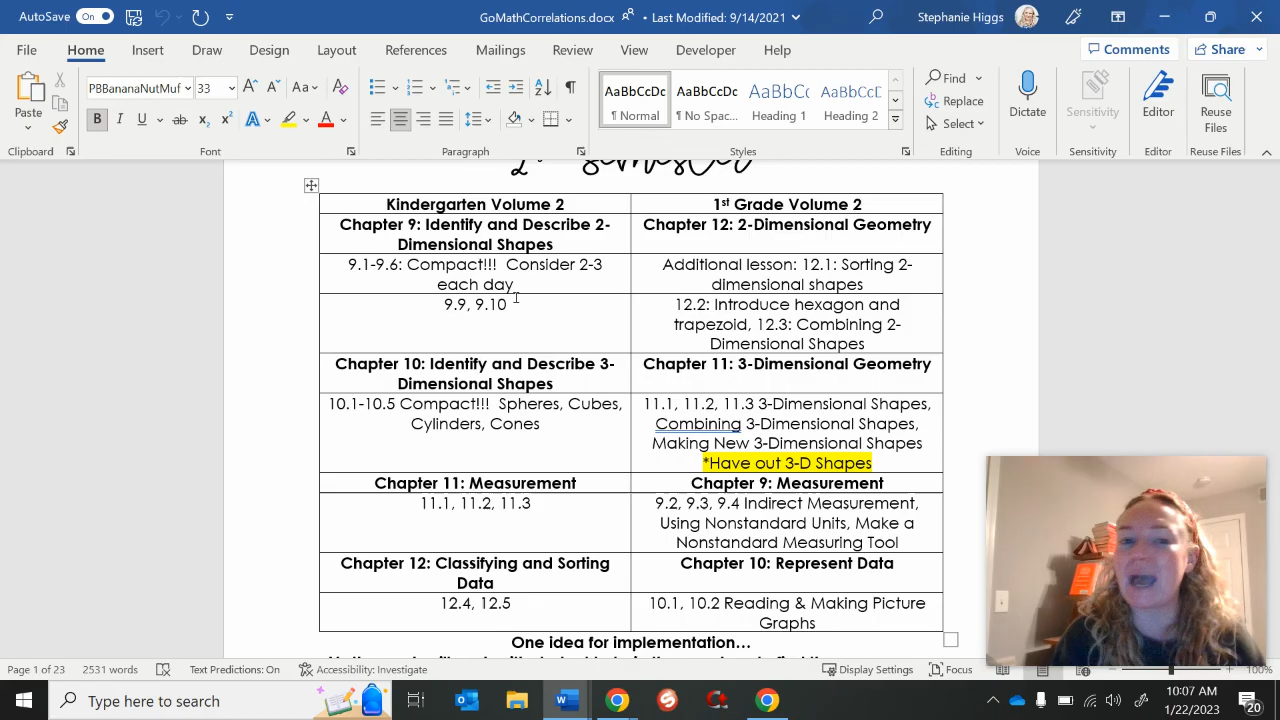 AutoSave On GoMathCorrelations.docx Last Modified: 9/14/2021 Stephanie Higgs
File Home Insert Draw Design Layout References Mailings Review View Developer Help Comments Share
Paste PBBananaNutMuf 33 Aa AaBbCcDc AaBbCcDc AaBbCc AaBbCcD Find Replace Select Dictate Sensitivity Editor Reuse Files
¶ Normal ¶ No Spac... Heading 1 Heading 2
Clipboard Font Paragraph Styles Editing Voice Sensitivity Editor Reuse Files
semester
Kindergarten Volume 2 1st Grade Volume 2
Chapter 9: Identify and Describe 2- Chapter 12: 2-Dimensional Geometry
Dimensional Shapes
9.1-9.6: Compact!!! Consider 2-3 Additional lesson: 12.1: Sorting 2-
each day dimensional shapes
9.9, 9.10 12.2: Introduce hexagon and
trapezoid, 12.3: Combining 2-
Dimensional Shapes
Chapter 10: Identify and Describe 3- Chapter 11: 3-Dimensional Geometry
Dimensional Shapes
10.1-10.5 Compact!!! Spheres, Cubes, 11.1, 11.2, 11.3 3-Dimensional Shapes,
Cylinders, Cones Combining 3-Dimensional Shapes,
Making New 3-Dimensional Shapes
*Have out 3-D Shapes
Chapter 11: Measurement Chapter 9: Measurement
11.1, 11.2, 11.3 9.2, 9.3, 9.4 Indirect Measurement,
Using Nonstandard Units, Make a
Nonstandard Measuring Tool
Chapter 12: Classifying and Sorting Chapter 10: Represent Data
Data
12.4, 12.5 10.1, 10.2 Reading & Making Picture
Graphs
One idea for implementation…
Page 1 of 23 2531 words Text Predictions: On Accessibility: Investigate Display Settings Focus 100%
Type here to search 10:07 AM
1/22/2023 20